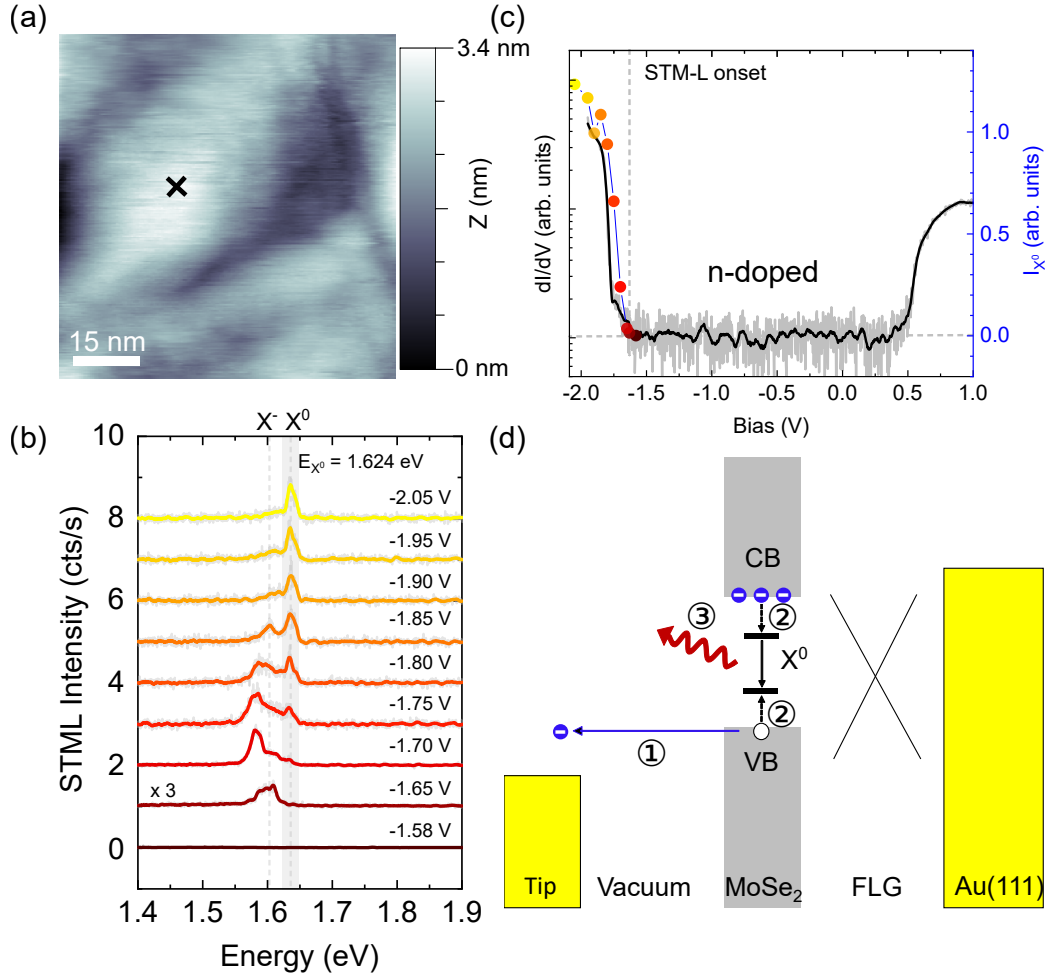 (a)
3.4 nm
Z (nm)
0 nm
15 nm
(c)
STM-L onset
n-doped
dI/dV (arb. units)
I_X⁰ (arb. units)
1.0
0.5
0.0
-2.0 -1.5 -1.0 -0.5 0.0 0.5 1.0
Bias (V)
(b)
X⁻ X⁰
E_X⁰ = 1.624 eV
-2.05 V
-1.95 V
-1.90 V
-1.85 V
-1.80 V
-1.75 V
-1.70 V
x 3
-1.65 V
-1.58 V
10
8
6
4
2
0
STML Intensity (cts/s)
1.4 1.5 1.6 1.7 1.8 1.9
Energy (eV)
(d)
CB
③
②
X⁰
②
①
VB
Tip
Vacuum
MoSe₂
FLG
Au(111)